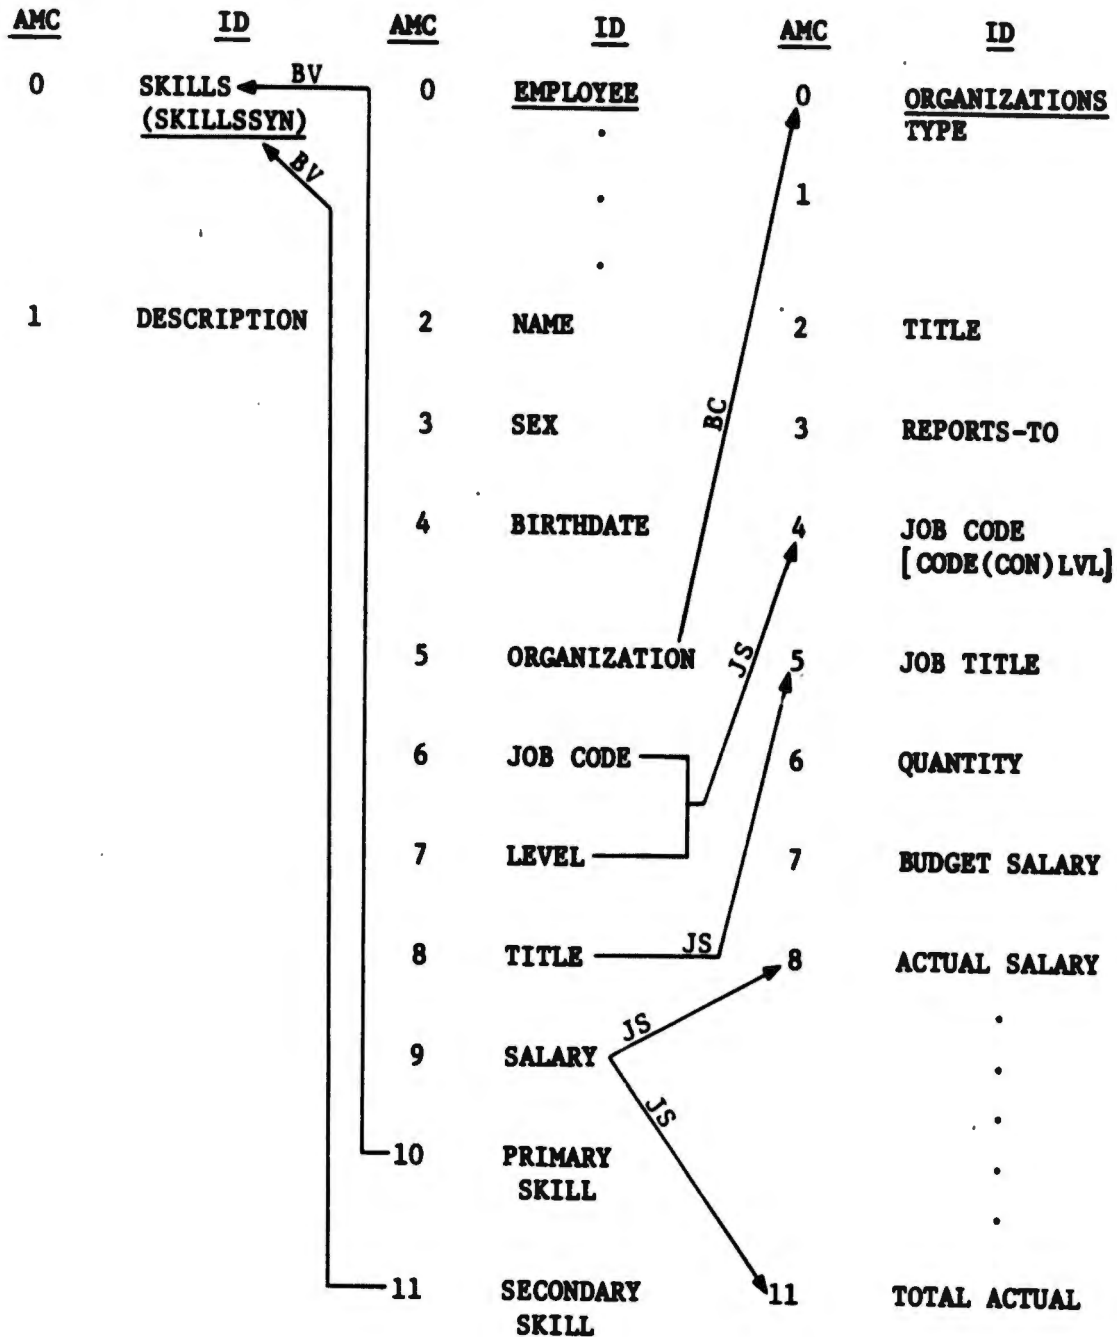 AMC ID AMC ID AMC ID
0 SKILLS BV 0 EMPLOYEE 0 ORGANIZATIONS
(SKILLSSYN) TYPE
BV
1
1 DESCRIPTION 2 NAME 2 TITLE
BC
3 SEX 3 REPORTS-TO
4 BIRTHDATE 4 JOB CODE
[CODE(CON)LVL]
5 ORGANIZATION JS 5 JOB TITLE
6 JOB CODE 6 QUANTITY
7 LEVEL 7 BUDGET SALARY
8 TITLE JS 8 ACTUAL SALARY
JS
9 SALARY
JS
10 PRIMARY
SKILL
11 SECONDARY 11 TOTAL ACTUAL
SKILL